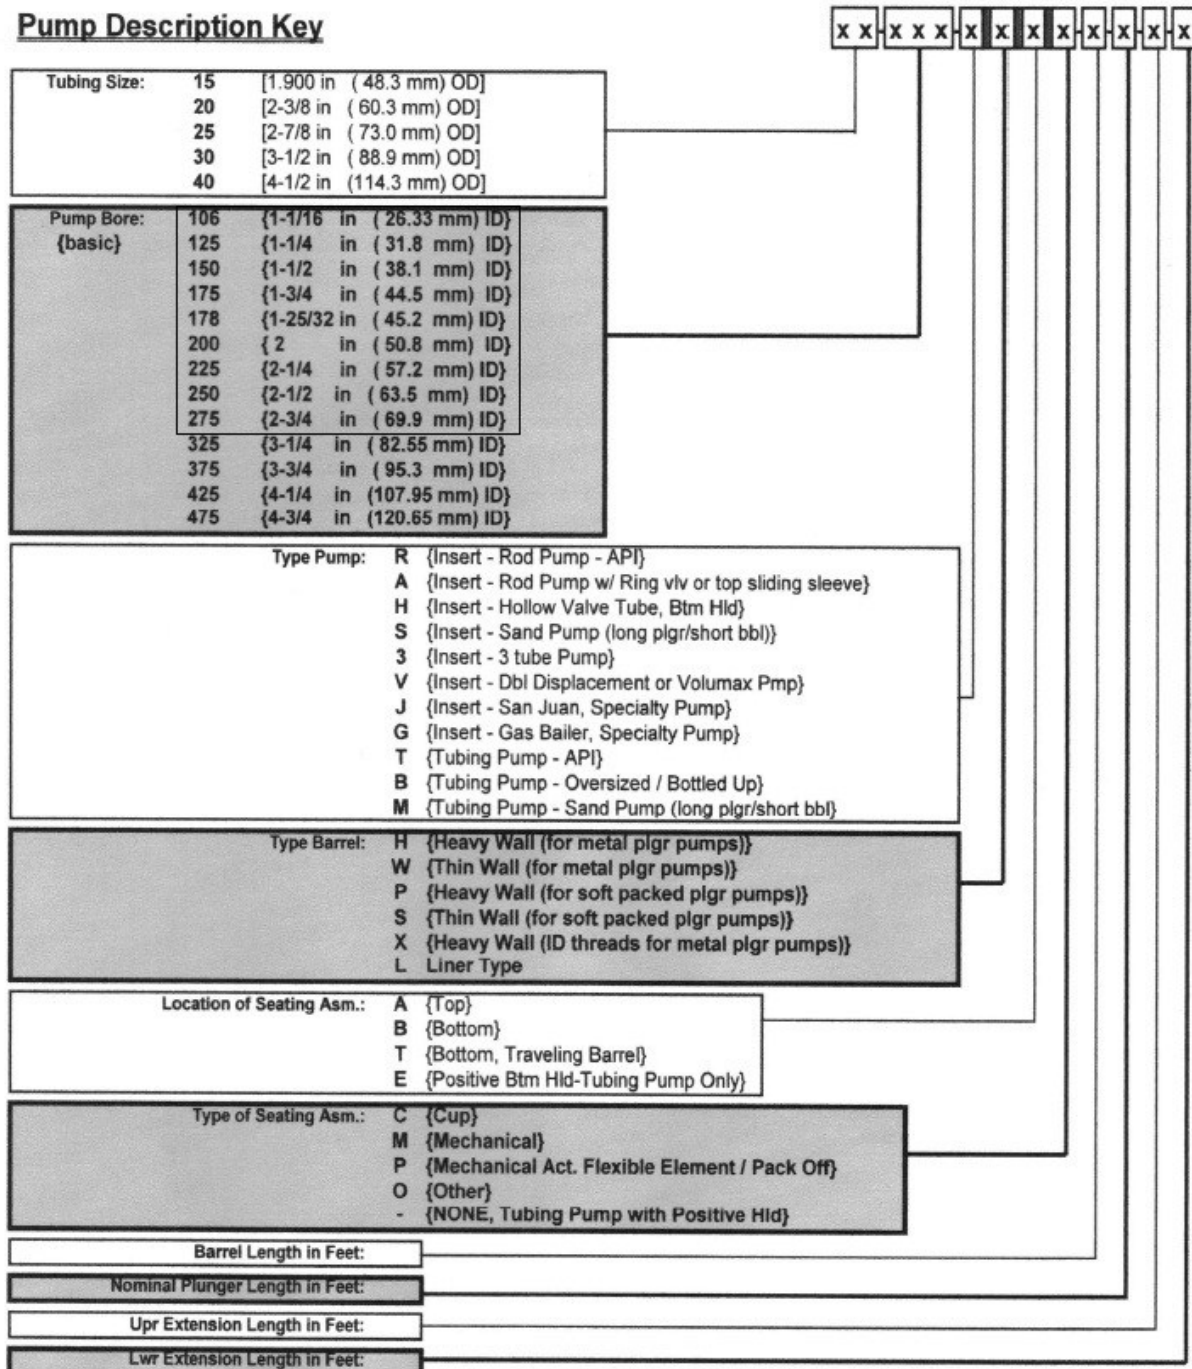 Pump Description Key
x x - x x x - x x x x - x - x - x - x
Tubing Size: 15 [1.900 in ( 48.3 mm) OD]
20 [2-3/8 in ( 60.3 mm) OD]
25 [2-7/8 in ( 73.0 mm) OD]
30 [3-1/2 in ( 88.9 mm) OD]
40 [4-1/2 in (114.3 mm) OD]
Pump Bore: 106 {1-1/16 in ( 26.33 mm) ID}
{basic} 125 {1-1/4 in ( 31.8 mm) ID}
150 {1-1/2 in ( 38.1 mm) ID}
175 {1-3/4 in ( 44.5 mm) ID}
178 {1-25/32 in ( 45.2 mm) ID}
200 { 2 in ( 50.8 mm) ID}
225 {2-1/4 in ( 57.2 mm) ID}
250 {2-1/2 in ( 63.5 mm) ID}
275 {2-3/4 in ( 69.9 mm) ID}
325 {3-1/4 in ( 82.55 mm) ID}
375 {3-3/4 in ( 95.3 mm) ID}
425 {4-1/4 in (107.95 mm) ID}
475 {4-3/4 in (120.65 mm) ID}
Type Pump: R {Insert - Rod Pump - API}
A {Insert - Rod Pump w/ Ring vlv or top sliding sleeve}
H {Insert - Hollow Valve Tube, Btm Hld}
S {Insert - Sand Pump (long plgr/short bbl)}
3 {Insert - 3 tube Pump}
V {Insert - Dbl Displacement or Volumax Pmp}
J {Insert - San Juan, Specialty Pump}
G {Insert - Gas Bailer, Specialty Pump}
T {Tubing Pump - API}
B {Tubing Pump - Oversized / Bottled Up}
M {Tubing Pump - Sand Pump (long plgr/short bbl}
Type Barrel: H {Heavy Wall (for metal plgr pumps)}
W {Thin Wall (for metal plgr pumps)}
P {Heavy Wall (for soft packed plgr pumps)}
S {Thin Wall (for soft packed plgr pumps)}
X {Heavy Wall (ID threads for metal plgr pumps)}
L Liner Type
Location of Seating Asm.: A {Top}
B {Bottom}
T {Bottom, Traveling Barrel}
E {Positive Btm Hld-Tubing Pump Only}
Type of Seating Asm.: C {Cup}
M {Mechanical}
P {Mechanical Act. Flexible Element / Pack Off}
O {Other}
- {NONE, Tubing Pump with Positive Hld}
Barrel Length in Feet:
Nominal Plunger Length in Feet:
Upr Extension Length in Feet:
Lwr Extension Length in Feet: